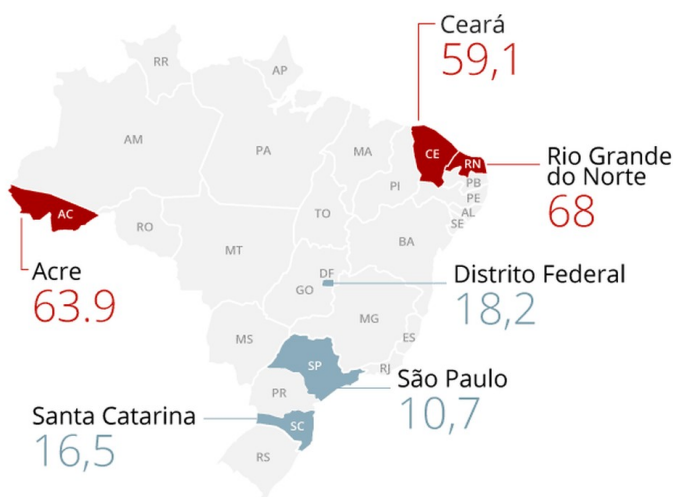 Ceará
59,1
RR
AP
AM
PA
MA
CE
RN
Rio Grande
do Norte
68
PI
PB
PE
AL
SE
AC
RO
TO
MT
BA
Acre
63.9
DF
GO
Distrito Federal
18,2
MG
MS
ES
SP
RJ
São Paulo
10,7
PR
Santa Catarina
16,5
SC
RS